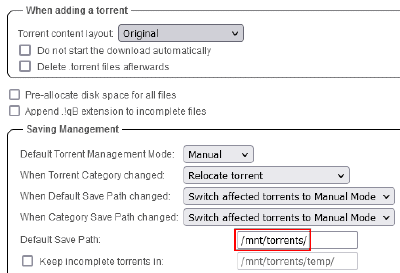 When adding a torrent
Torrent content layout: Original
Do not start the download automatically
Delete .torrent files afterwards
Pre-allocate disk space for all files
Append .!qB extension to incomplete files
Saving Management
Default Torrent Management Mode: Manual
When Torrent Category changed: Relocate torrent
When Default Save Path changed: Switch affected torrents to Manual Mode
When Category Save Path changed: Switch affected torrents to Manual Mode
Default Save Path: /mnt/torrents/
Keep incomplete torrents in: /mnt/torrents/temp/